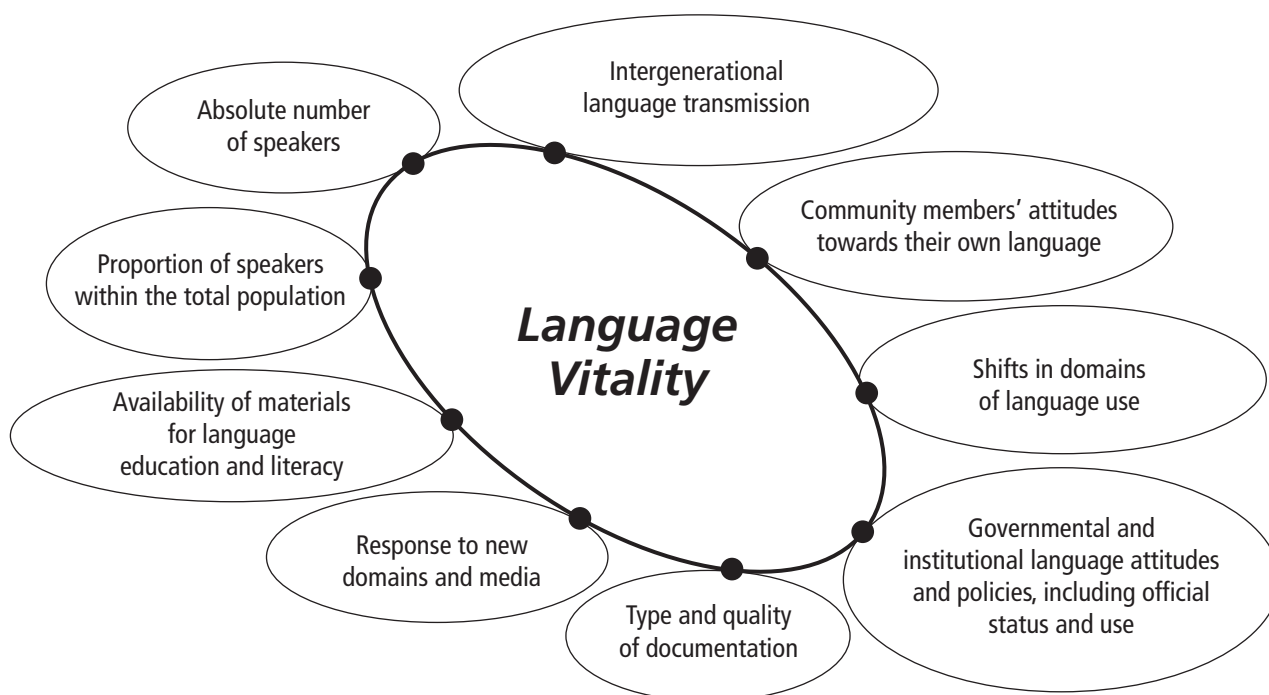 Intergenerational
language transmission
Absolute number
of speakers
Community members’ attitudes
towards their own language
Proportion of speakers
within the total population
Language
Vitality
Shifts in domains
of language use
Availability of materials
for language
education and literacy
Governmental and
institutional language attitudes
and policies, including official
status and use
Response to new
domains and media
Type and quality
of documentation